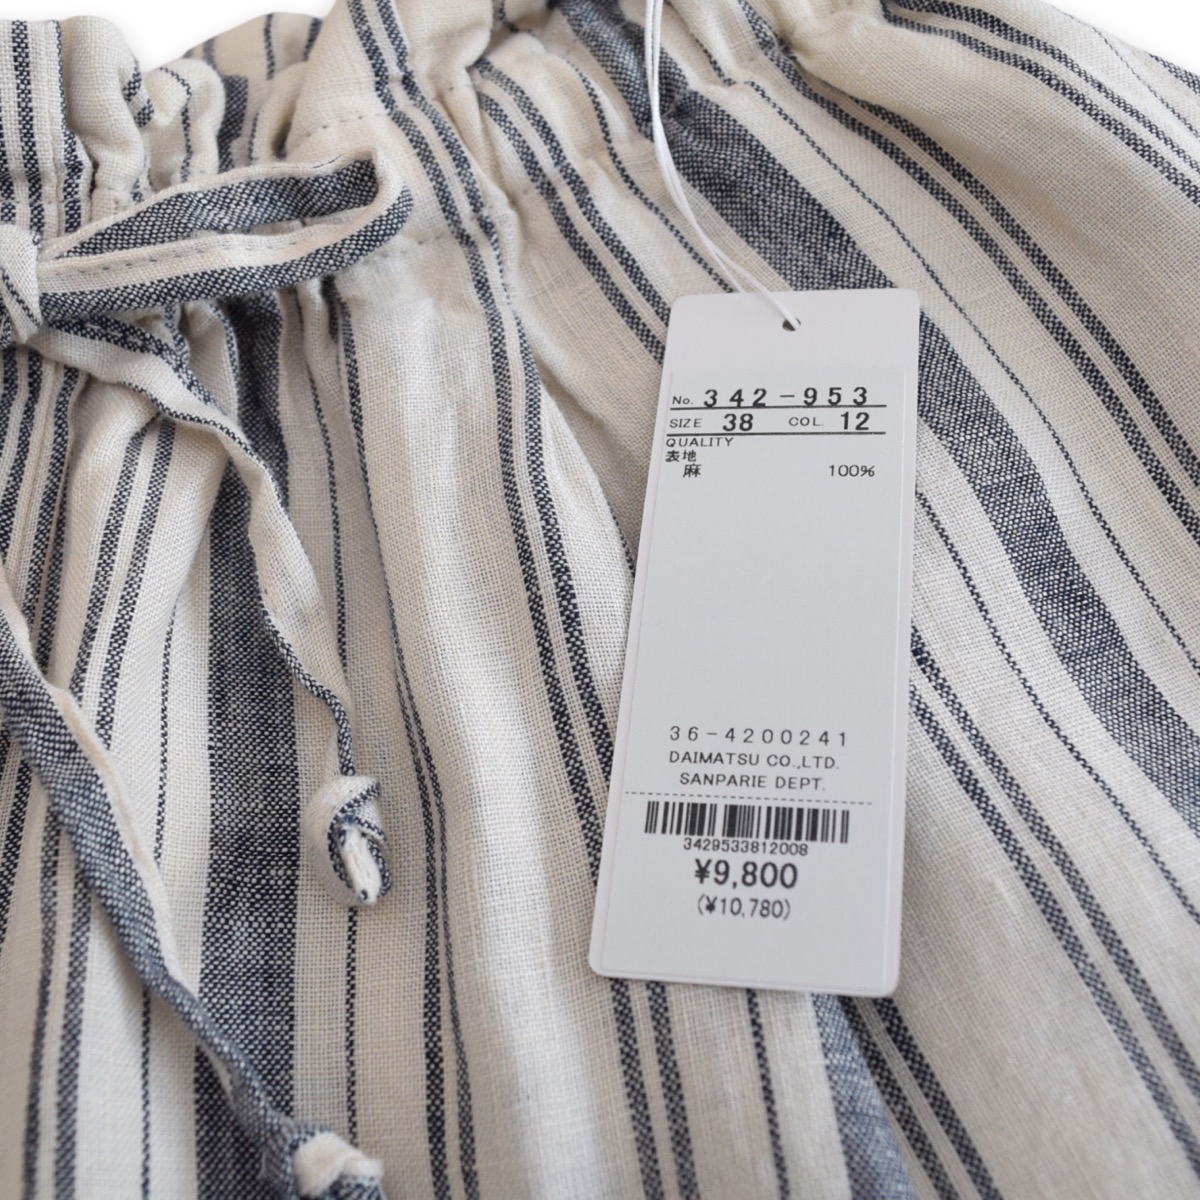 No. 342-953
SIZE 38 COL. 12
QUALITY
表地
麻 100%
36-4200241
DAIMATSU CO.,LTD.
SANPARIE DEPT.
3429533812008
¥9,800
(¥10,780)